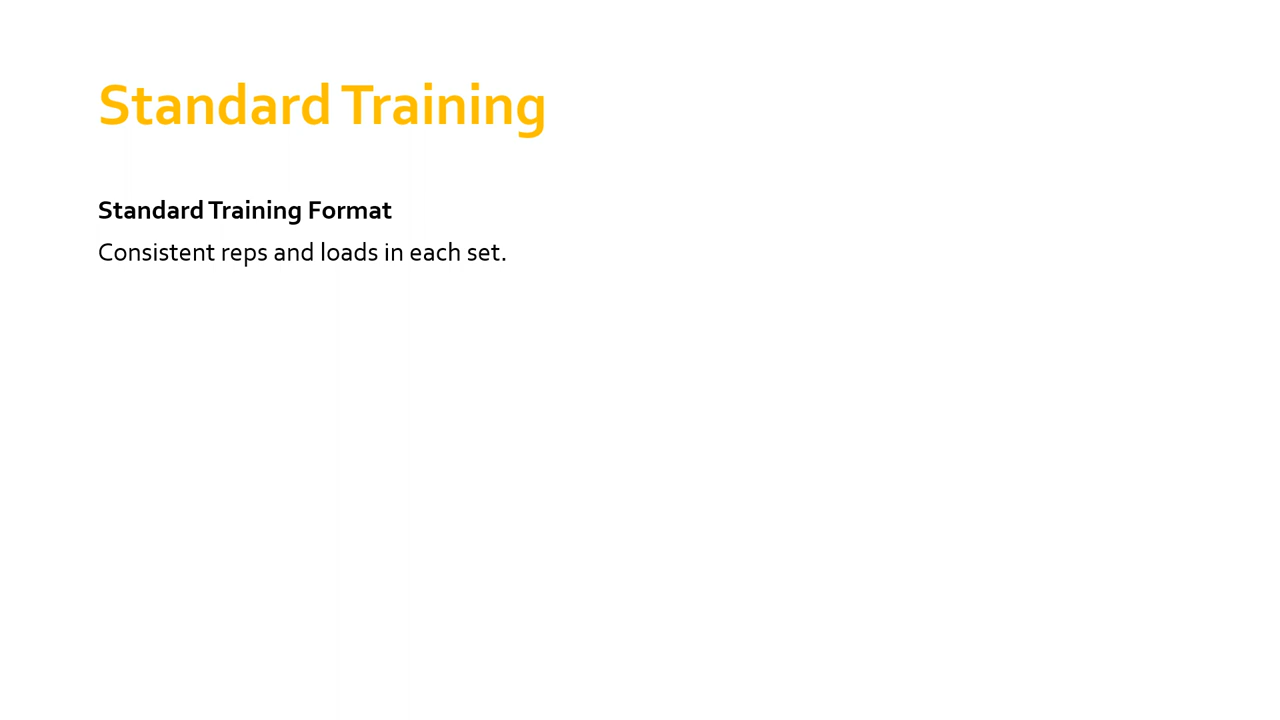 Standard Training
Standard Training Format
Consistent reps and loads in each set.